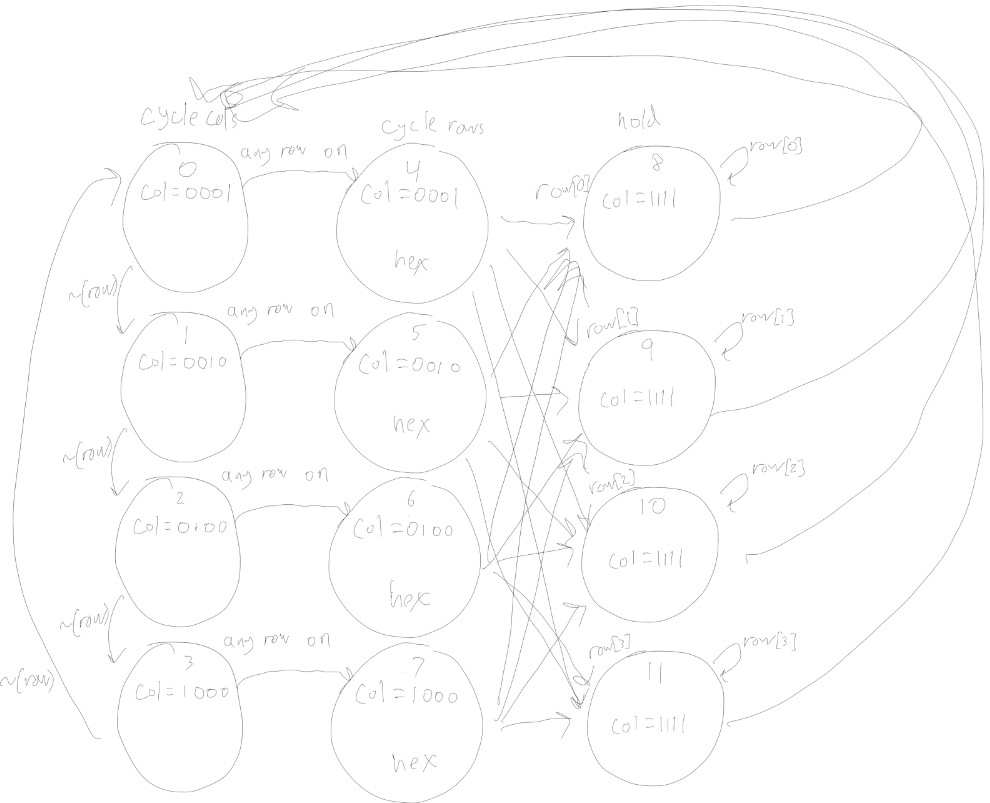 cycle cols
cycle rows
hold
any row on
0
col=0001
4
col=0001
hex
row[0]
8
col=1111
row[0]
~(row)
any row on
1
col=0010
5
col=0010
hex
row[1]
9
col=1111
row[1]
~(row)
any row on
2
col=0100
6
col=0100
hex
row[2]
10
col=1111
row[2]
~(row)
any row on
3
col=1000
7
col=1000
hex
row[3]
11
col=1111
row[3]
~(row)